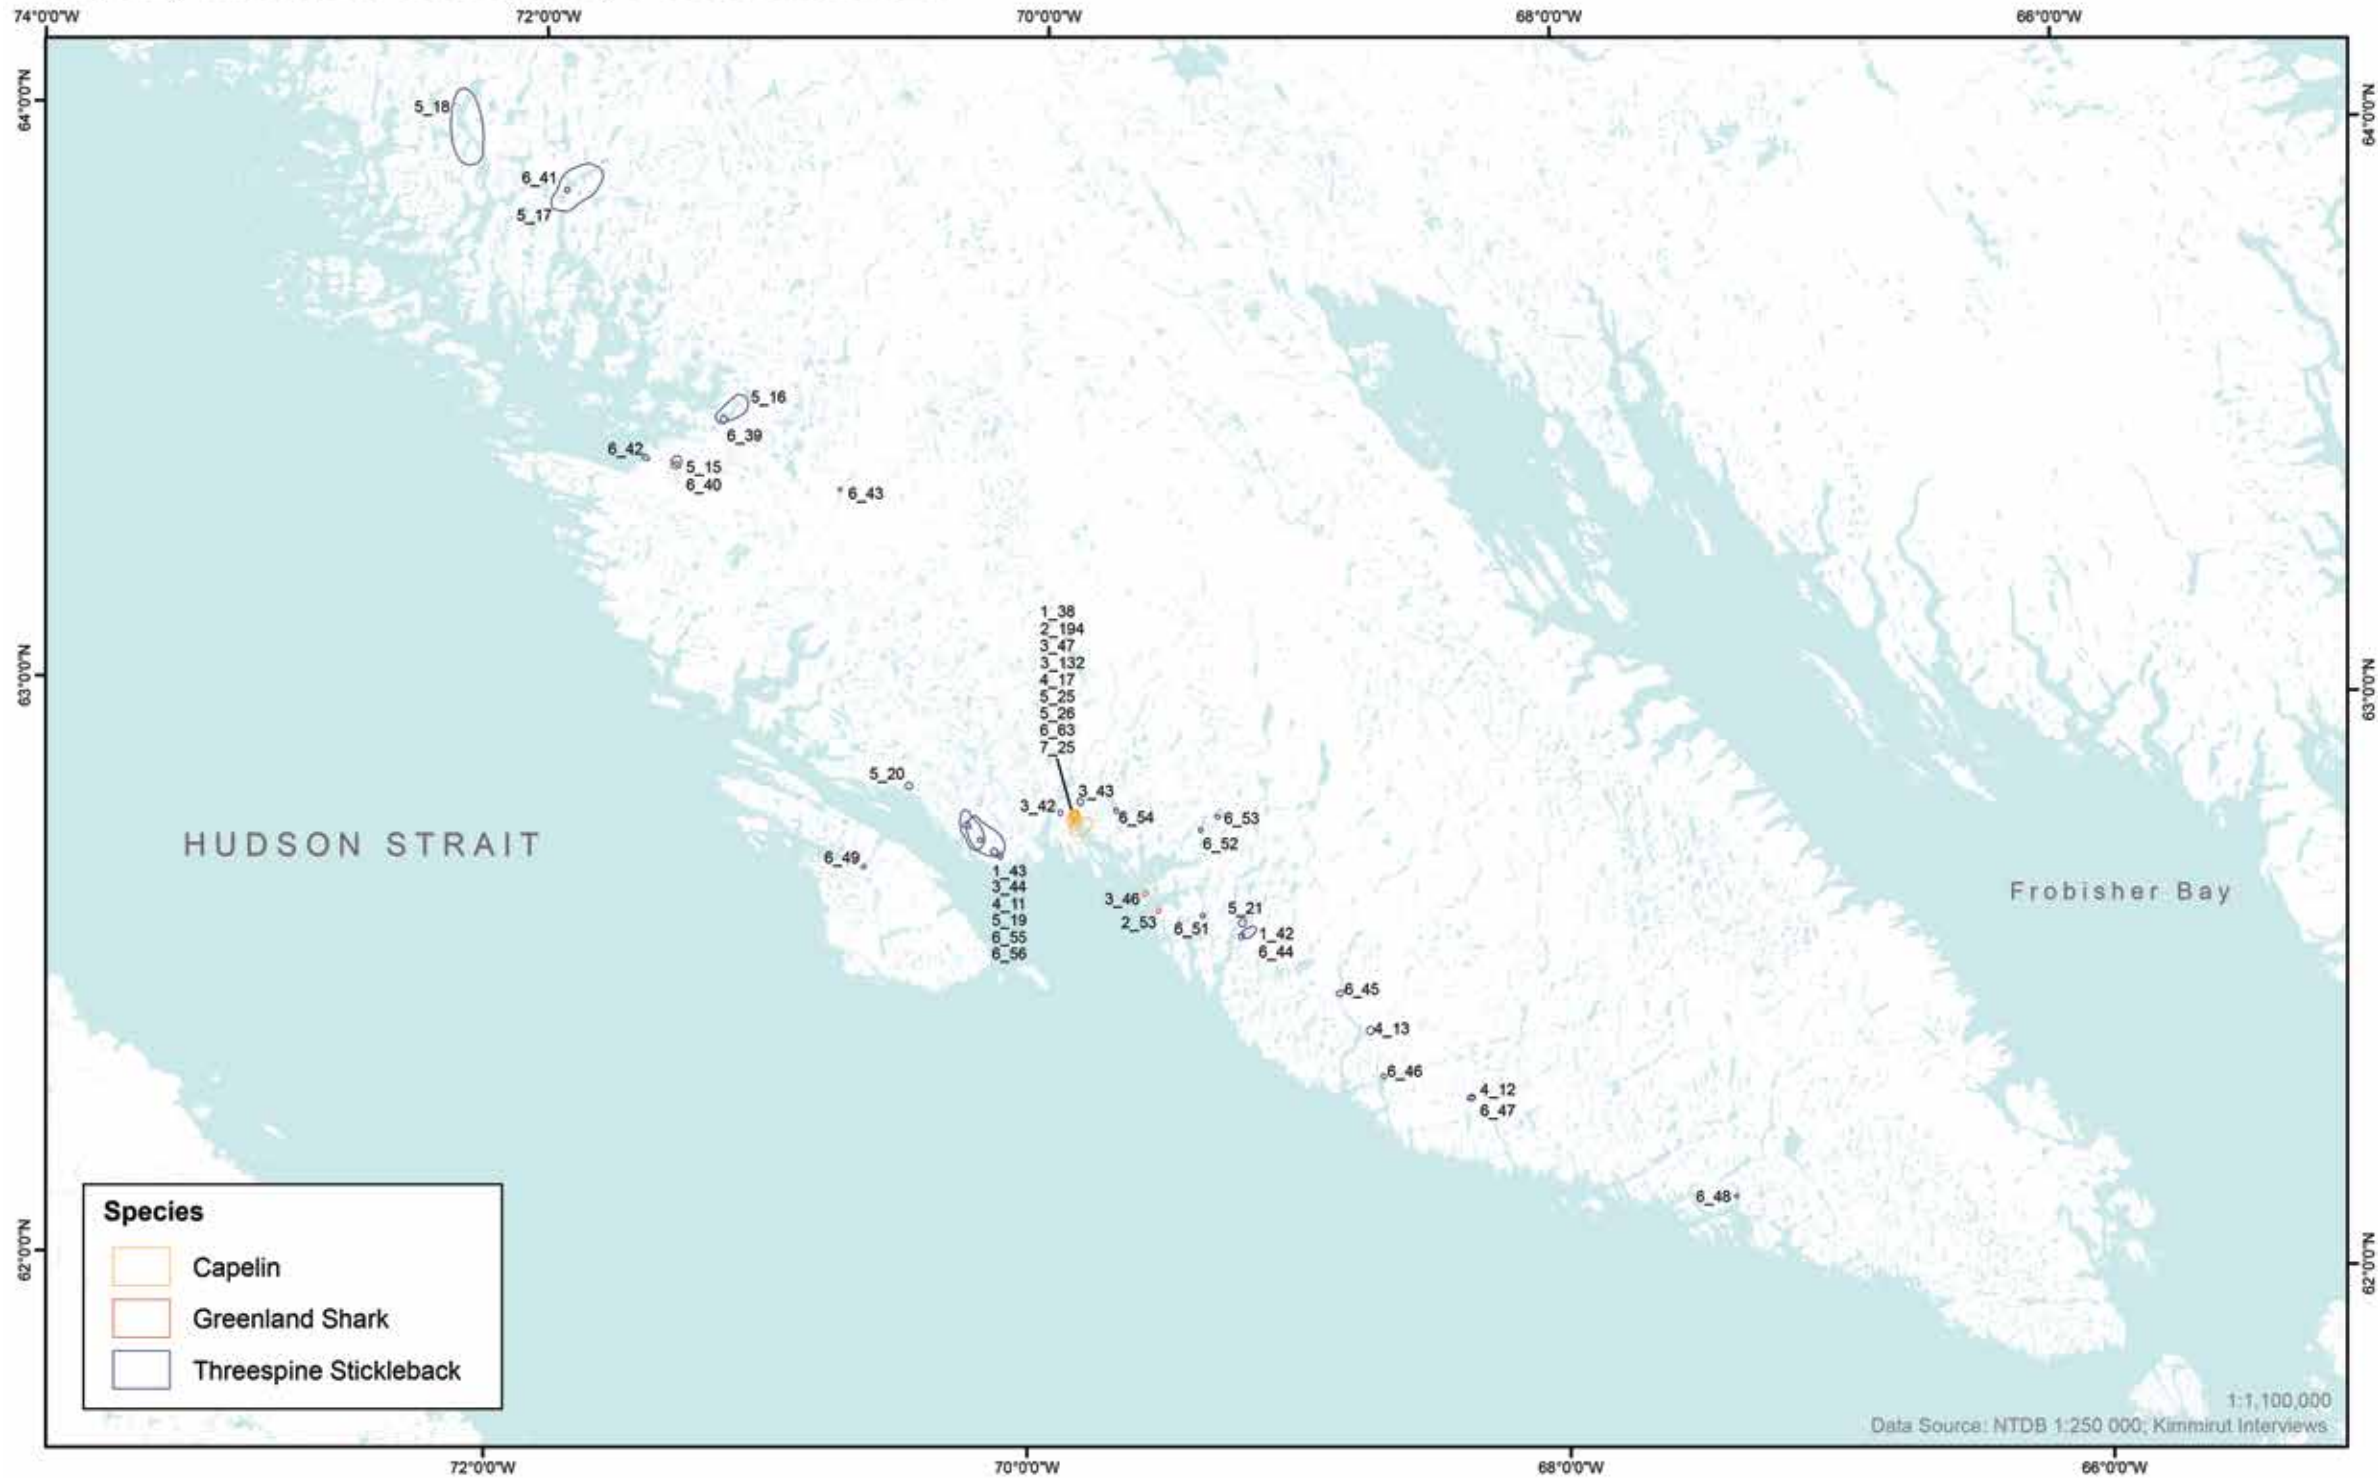 74°0'0"W
72°0'0"W
70°0'0"W
68°0'0"W
66°0'0"W
64°0'0"N
64°0'0"N
5_18
6_41
5_17
5_16
6_39
6_42
5_15
6_40
6_43
1_38
2_194
3_47
3_132
4_17
5_25
5_26
6_63
7_25
63°0'0"N
63°0'0"N
5_20
3_42
3_43
6_54
6_53
6_52
HUDSON STRAIT
6_49
1_43
3_44
4_11
5_19
6_55
6_56
3_46
2_53
6_51
5_21
1_42
6_44
Frobisher Bay
6_45
4_13
6_46
4_12
6_47
6_48
62°0'0"N
62°0'0"N
Species
Capelin
Greenland Shark
Threespine Stickleback
1:1,100,000
Data Source: NTDB 1:250 000; Kimmirut Interviews
72°0'0"W
70°0'0"W
68°0'0"W
66°0'0"W